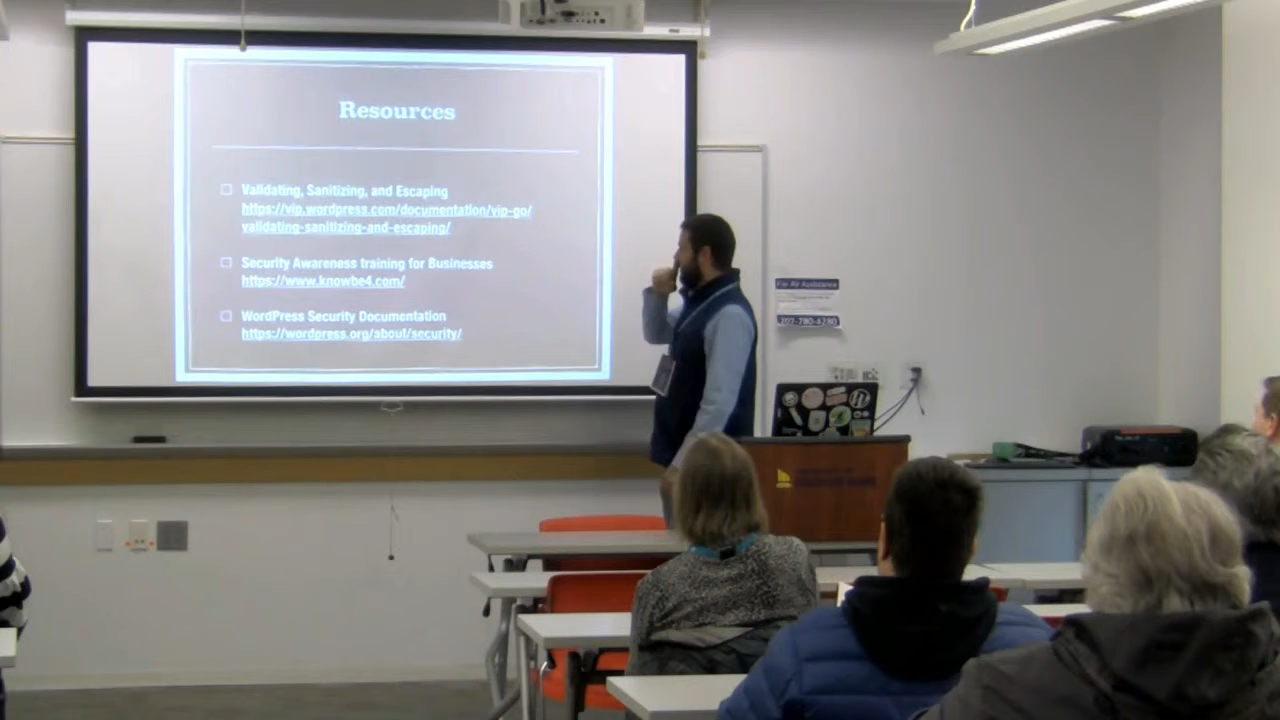 Resources
Validating, Sanitizing, and Escaping
https://vip.wordpress.com/documentation/vip-go/
validating-sanitizing-and-escaping/
Security Awareness training for Businesses
https://www.knowbe4.com/
WordPress Security Documentation
https://wordpress.org/about/security/
For AV Assistance
207-780-4280